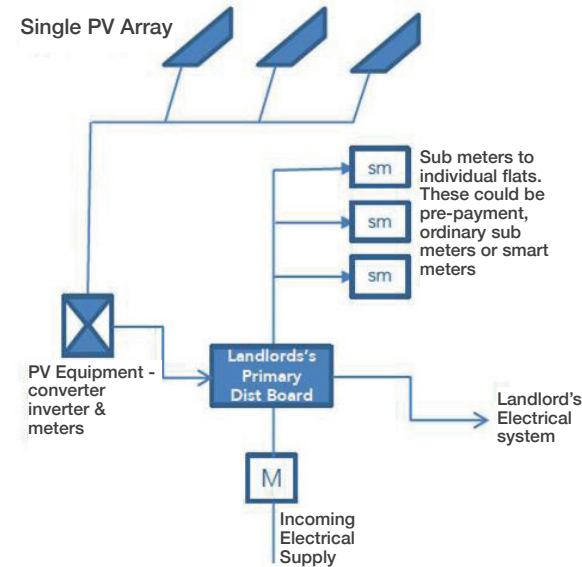 Single PV Array
sm
Sub meters to
individual flats.
These could be
pre-payment,
ordinary sub
meters or smart
meters
sm
sm
PV Equipment -
converter
inverter &
meters
Landlords's
Primary
Dist Board
Landlord's
Electrical
system
M
Incoming
Electrical
Supply